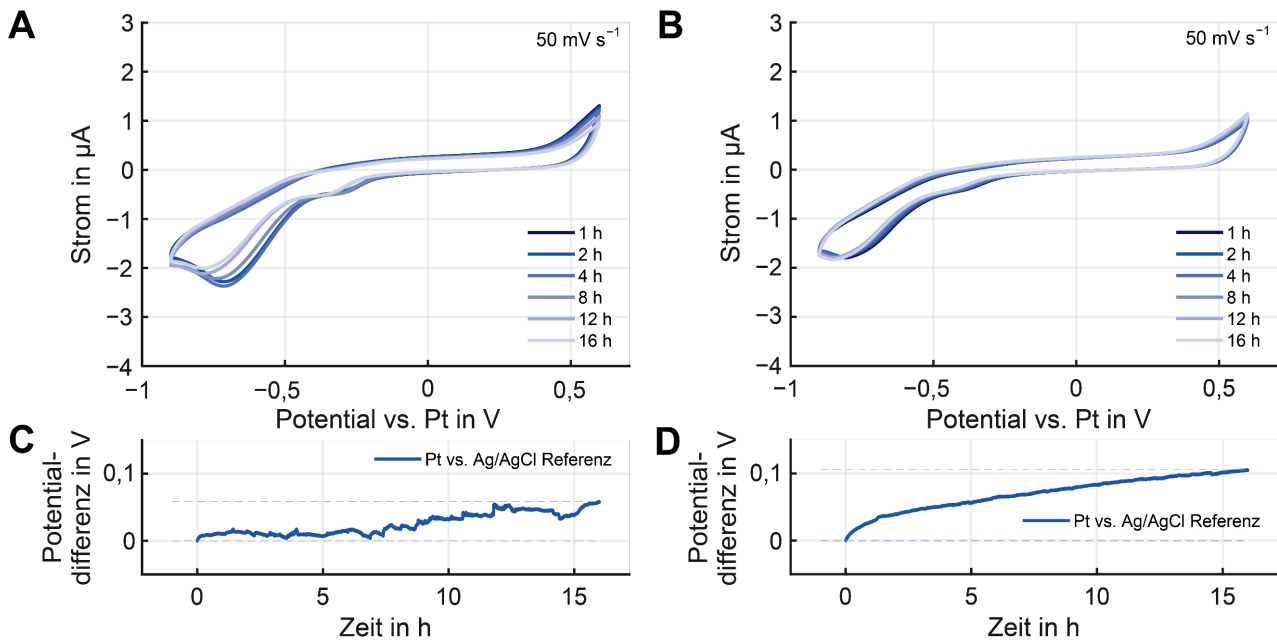 A
50 mV s⁻¹
Strom in µA
3
2
1
0
−1
−2
−3
−4
1 h
2 h
4 h
8 h
12 h
16 h
−1
−0,5
0
0,5
Potential vs. Pt in V
B
50 mV s⁻¹
Strom in µA
3
2
1
0
−1
−2
−3
−4
1 h
2 h
4 h
8 h
12 h
16 h
−1
−0,5
0
0,5
Potential vs. Pt in V
C
Potential-
differenz in V
0,1
0
Pt vs. Ag/AgCl Referenz
0
5
10
15
Zeit in h
D
Potential-
differenz in V
0,1
0
Pt vs. Ag/AgCl Referenz
0
5
10
15
Zeit in h